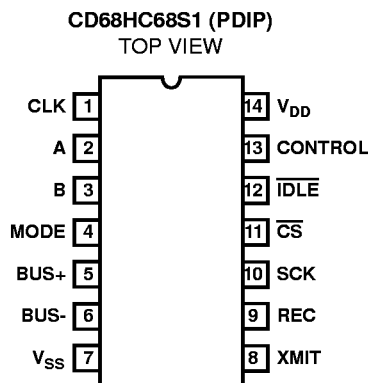 CD68HC68S1 (PDIP)
TOP VIEW
CLK 1 14 VDD
A 2 13 CONTROL
B 3 12 IDLE
MODE 4 11 CS
BUS+ 5 10 SCK
BUS- 6 9 REC
VSS 7 8 XMIT